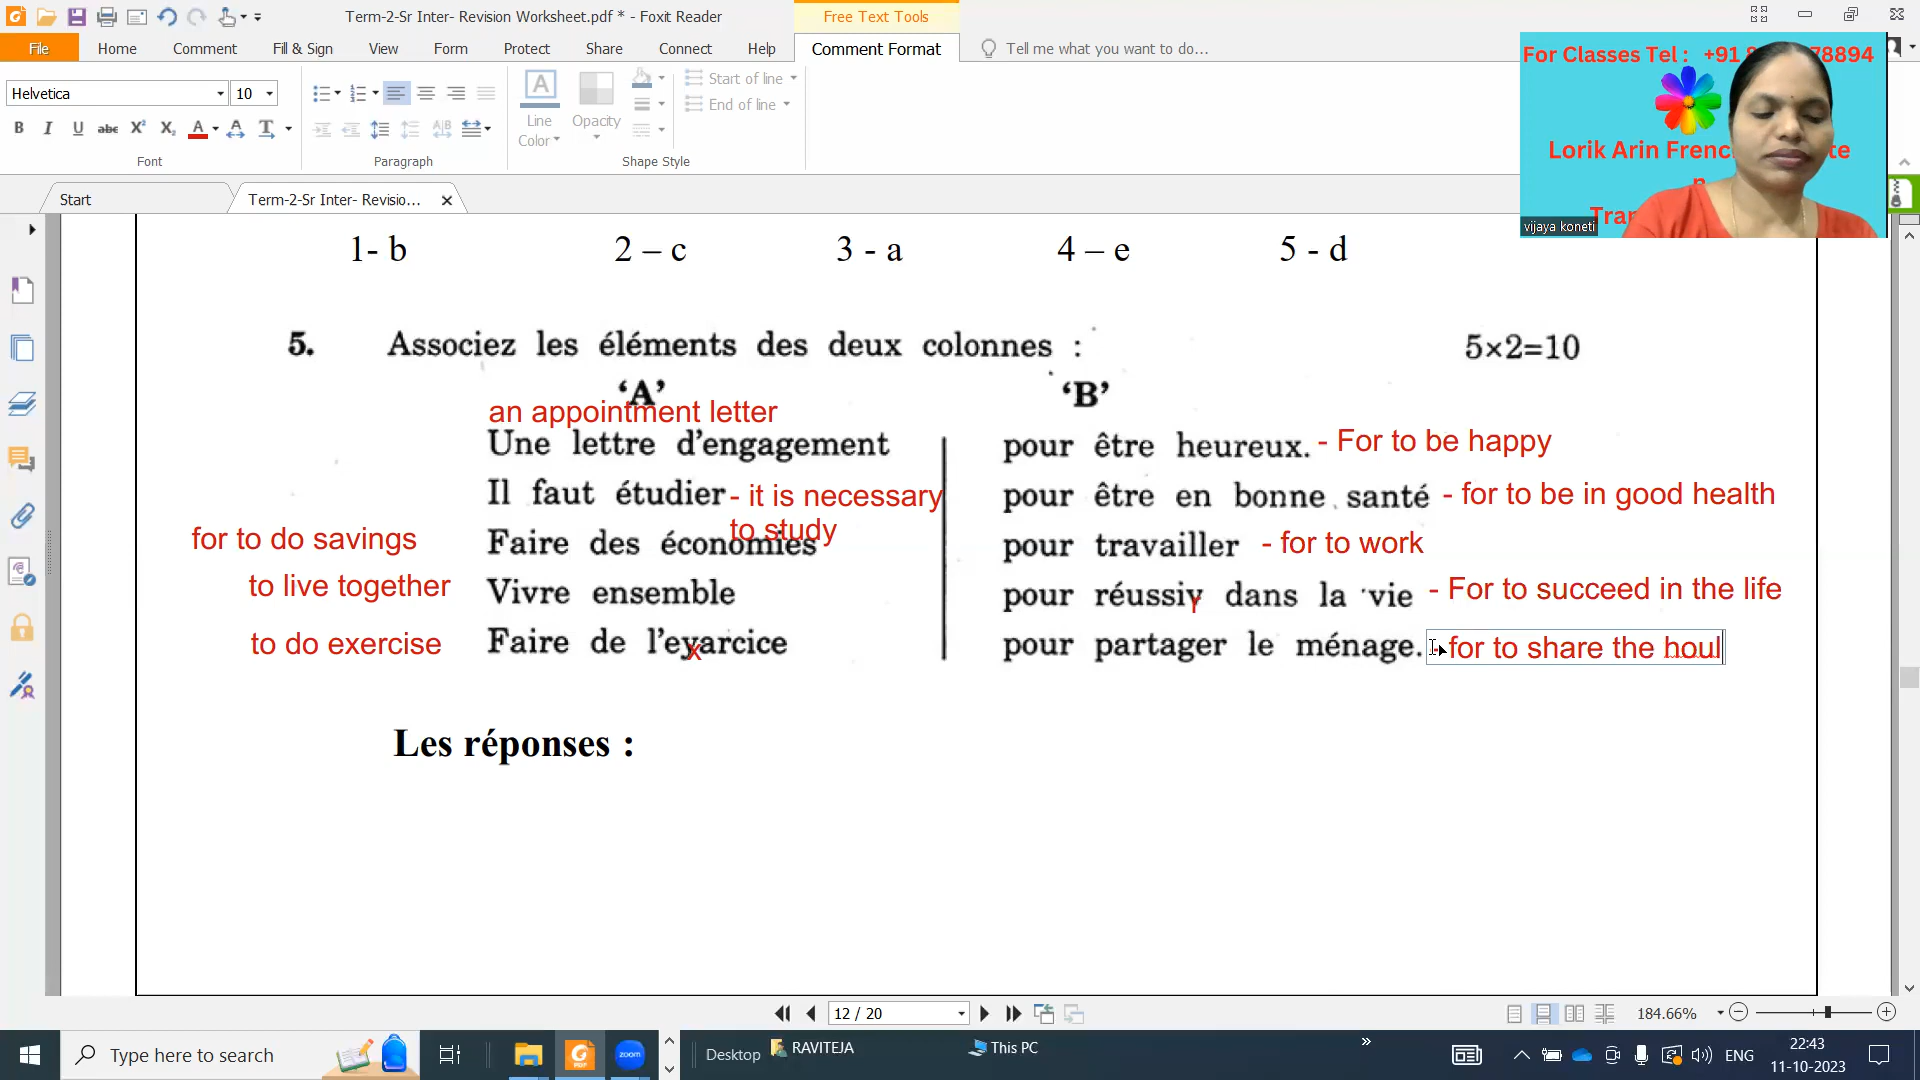 Term-2-Sr Inter- Revision Worksheet.pdf * - Foxit Reader
Free Text Tools
File Home Comment Fill & Sign View Form Protect Share Connect Help Comment Format Tell me what you want to do...
Helvetica 10
Line Color
Opacity
Start of line
End of line
Font Paragraph Shape Style
Start
Term-2-Sr Inter- Revisio...
For Classes Tel : +91 8 78894
Lorik Arin
vijaya koneti
1- b 2 – c 3 - a 4 – e 5 - d
5. Associez les éléments des deux colonnes : 5×2=10
‘A’ ‘B’
an appointment letter
Une lettre d'engagement pour être heureux. - For to be happy
Il faut étudier - it is necessary to study pour être en bonne santé - for to be in good health
for to do savings Faire des économies pour travailler - for to work
to live together Vivre ensemble pour réussiy r dans la vie - For to succeed in the life
to do exercise Faire de l'eyarcice x pour partager le ménage. - for to share the houl
Les réponses :
12 / 20
184.66%
Type here to search
zoom
Desktop
RAVITEJA
This PC
ENG
22:43
11-10-2023